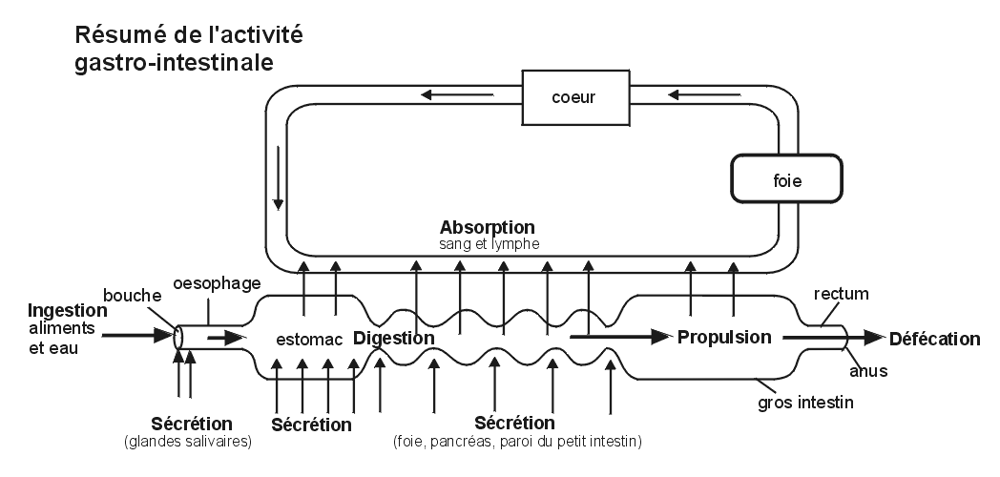 Résumé de l'activité
gastro-intestinale
coeur
foie
Absorption
sang et lymphe
oesophage
bouche
rectum
Ingestion
aliments
et eau
estomac
Digestion
Propulsion
Défécation
anus
gros intestin
Sécrétion
(glandes salivaires)
Sécrétion
Sécrétion
(foie, pancréas, paroi du petit intestin)